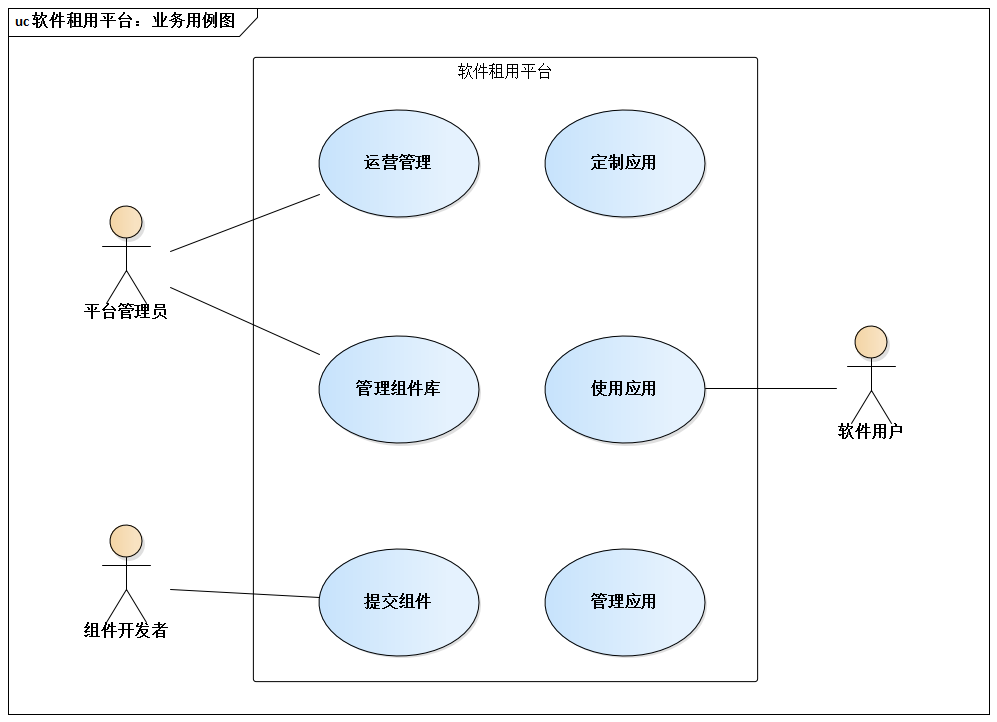 uc 软件租用平台：业务用例图
软件租用平台
运营管理
定制应用
平台管理员
管理组件库
使用应用
软件用户
提交组件
管理应用
组件开发者